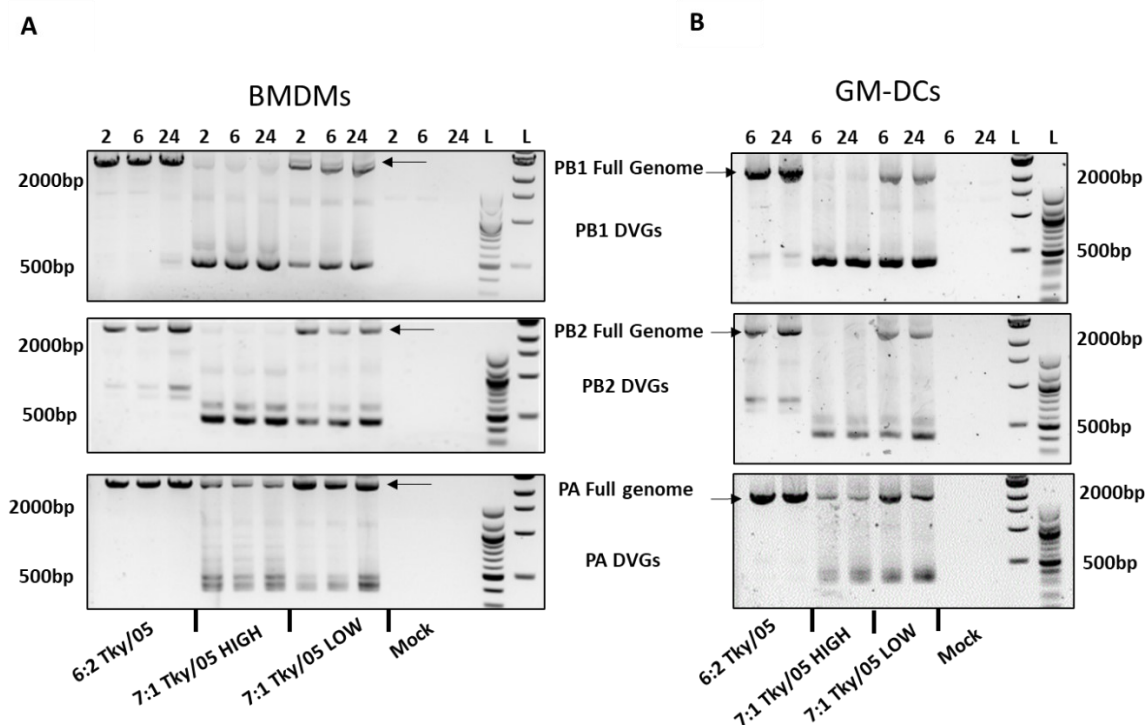 A
B
BMDMs
GM-DCs
2 6 24 2 6 24 2 6 24 2 6 24 L L
6 24 6 24 6 24 6 24 L L
2000bp
500bp
PB1 Full Genome
PB1 DVGs
2000bp
500bp
2000bp
500bp
PB2 Full Genome
PB2 DVGs
2000bp
500bp
2000bp
500bp
PA Full genome
PA DVGs
2000bp
500bp
6:2 Tky/05
7:1 Tky/05 HIGH
7:1 Tky/05 LOW
Mock
6:2 Tky/05
7:1 Tky/05 HIGH
7:1 Tky/05 LOW
Mock